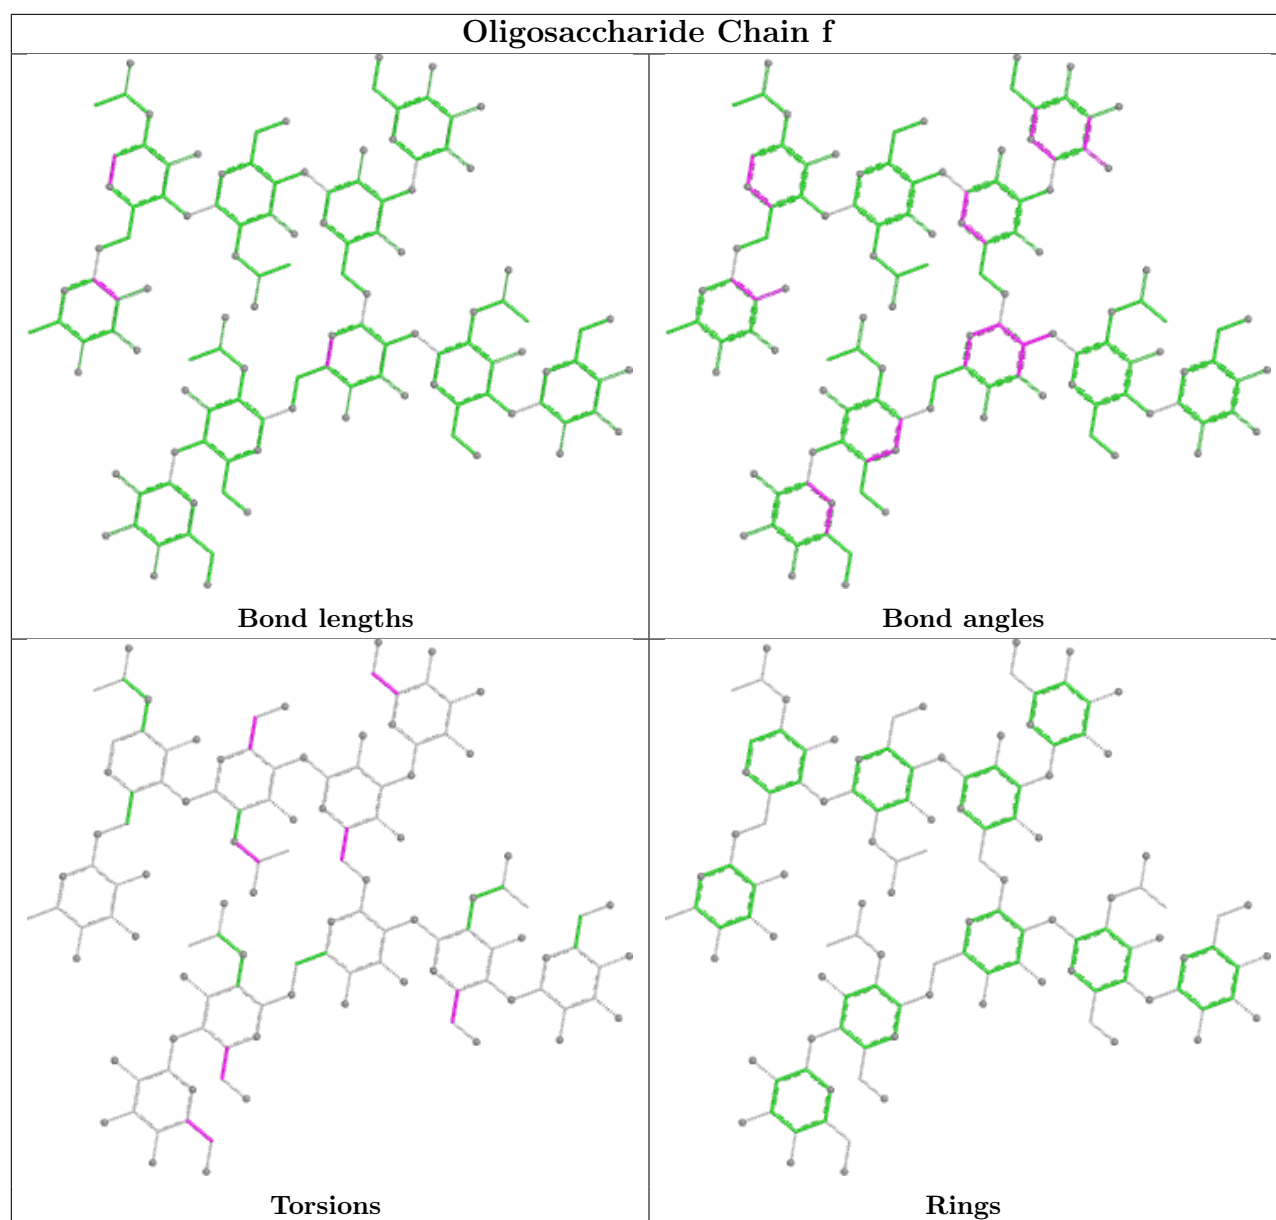 Oligosaccharide Chain f
Bond lengths
Bond angles
Torsions
Rings